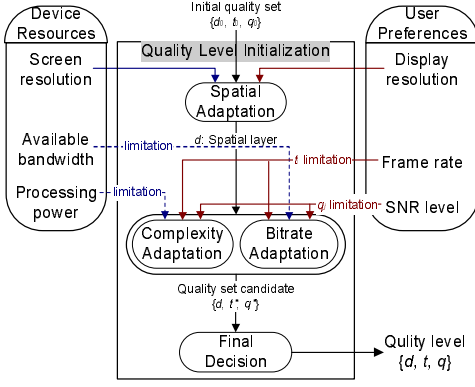 Device
Resources
Initial quality set
{d₀, t₀, q₀}
User
Preferences
Quality Level Initialization
Screen
resolution
Display
resolution
Spatial
Adaptation
Available
bandwidth
limitation
d: Spatial layer
t limitation
Frame rate
Processing
power
limitation
qⱼ limitation
SNR level
Complexity
Adaptation
Bitrate
Adaptation
Quality set candidate
{d, t*, q*}
Final
Decision
Qulity level
{d, t, q}